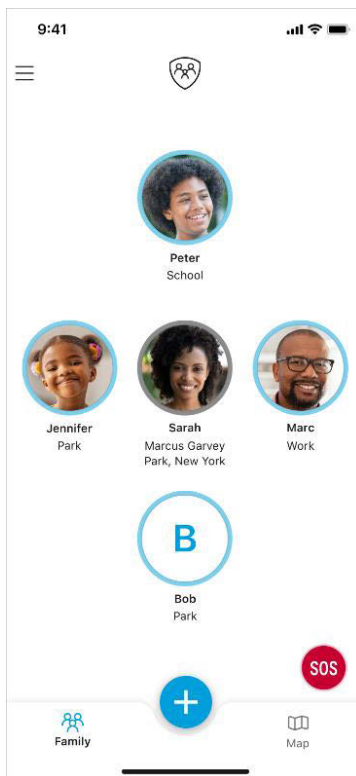 9:41
Peter
School
Jennifer
Park
Sarah
Marcus Garvey
Park, New York
Marc
Work
B
Bob
Park
SOS
+
Family
Map